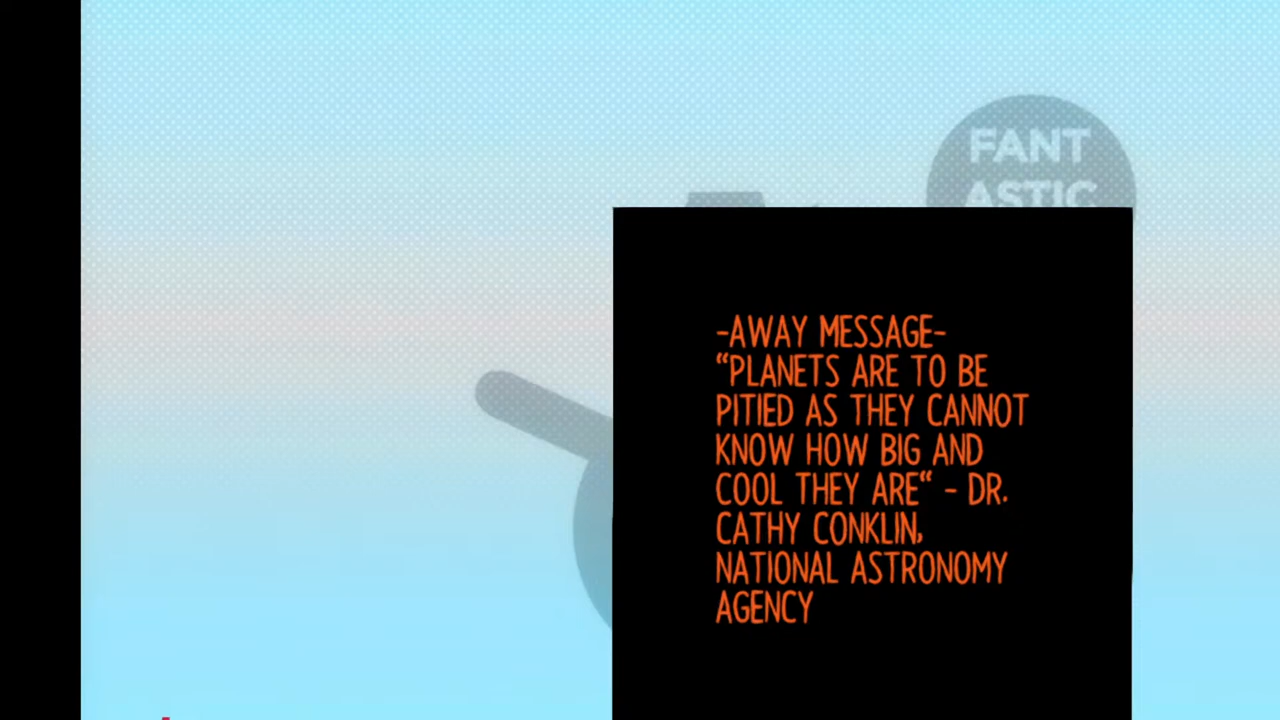 FANT
ASTIC
-AWAY MESSAGE-
“PLANETS ARE TO BE
PITIED AS THEY CANNOT
KNOW HOW BIG AND
COOL THEY ARE“ - DR.
CATHY CONKLIN,
NATIONAL ASTRONOMY
AGENCY